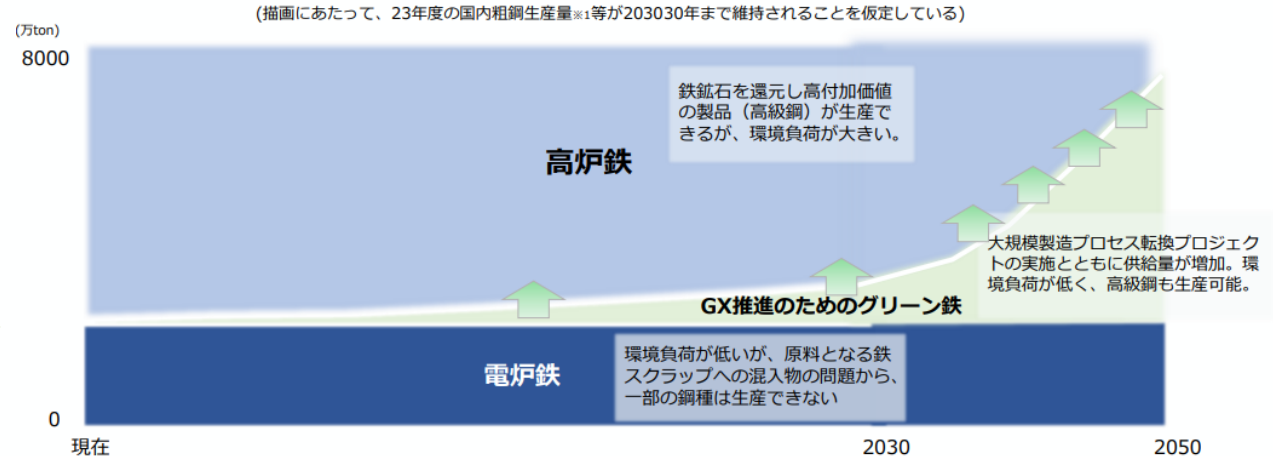 (描画にあたって、23年度の国内粗鋼生産量※1等が203030年まで維持されることを仮定している)
(万ton)
8000
鉄鉱石を還元し高付加価値
の製品（高級鋼）が生産で
きるが、環境負荷が大きい。
高炉鉄
大規模製造プロセス転換プロジェク
トの実施とともに供給量が増加。環
境負荷が低く、高級鋼も生産可能。
GX推進のためのグリーン鉄
環境負荷が低いが、原料となる鉄
スクラップへの混入物の問題から、
一部の鋼種は生産できない
電炉鉄
0
現在
2030
2050